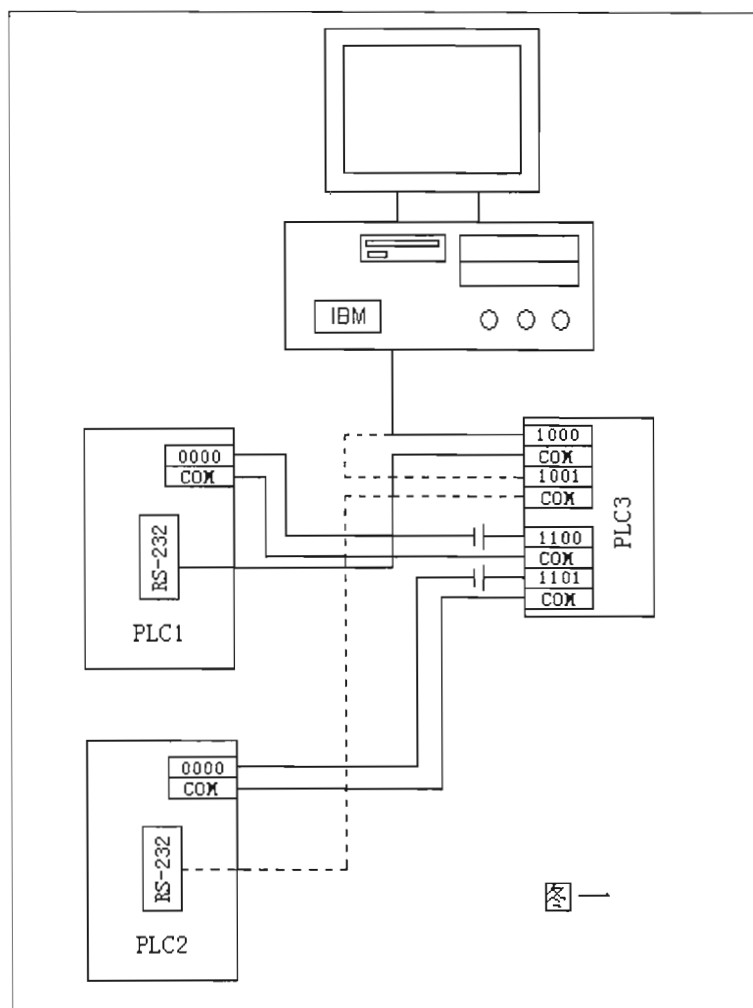 IBM
0000
COM
RS-232
PLC1
1000
COM
1001
COM
1100
COM
1101
COM
PLC3
0000
COM
RS-232
PLC2
图一